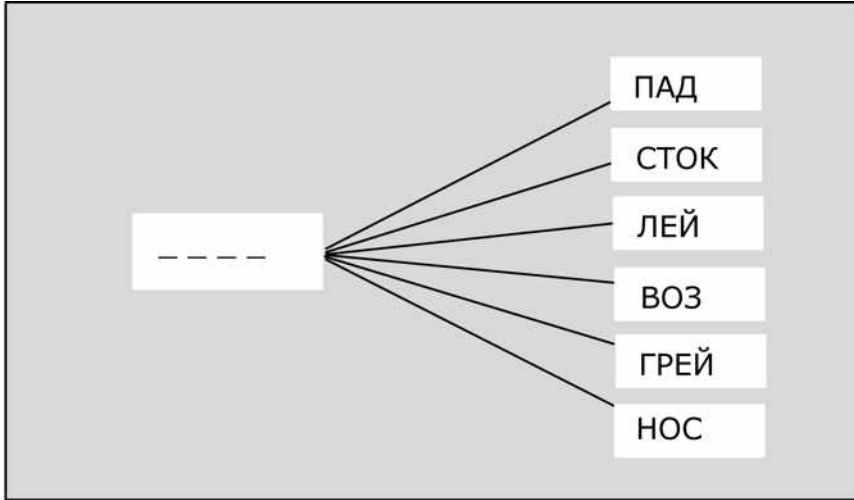 _ _ _ _
ПАД
СТОК
ЛЕЙ
ВОЗ
ГРЕЙ
НОС